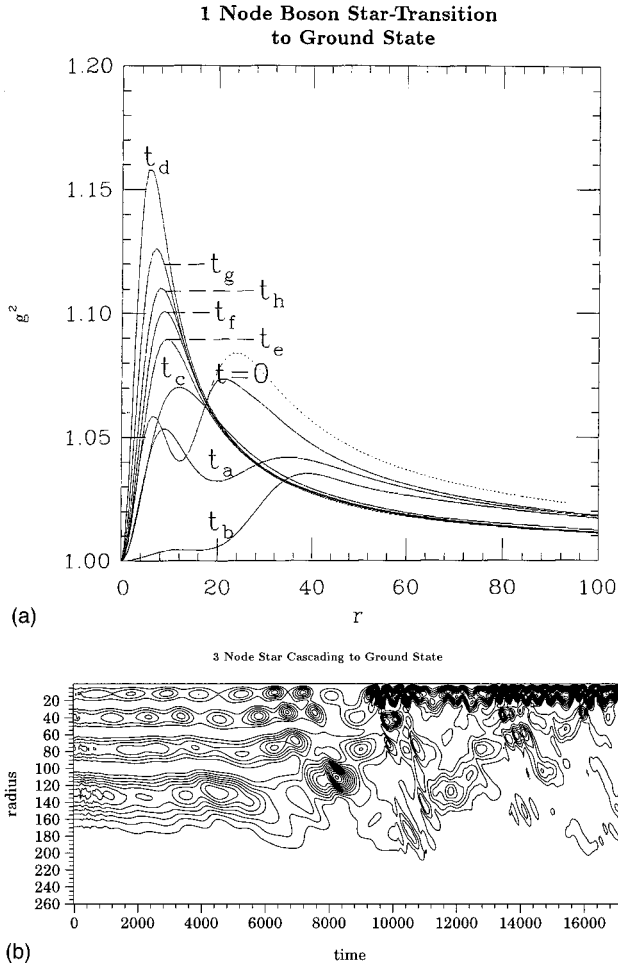 1 Node Boson Star-Transition
to Ground State
1.20
1.15
1.10
1.05
1.00
g²
t_d
t_g
t_h
t_f
t_e
t_c
t=0
t_a
t_b
0 20 40 60 80 100
r
(a)
3 Node Star Cascading to Ground State
20
40
60
80
100
120
140
160
180
200
220
240
260
radius
0 2000 4000 6000 8000 10000 12000 14000 16000
time
(b)